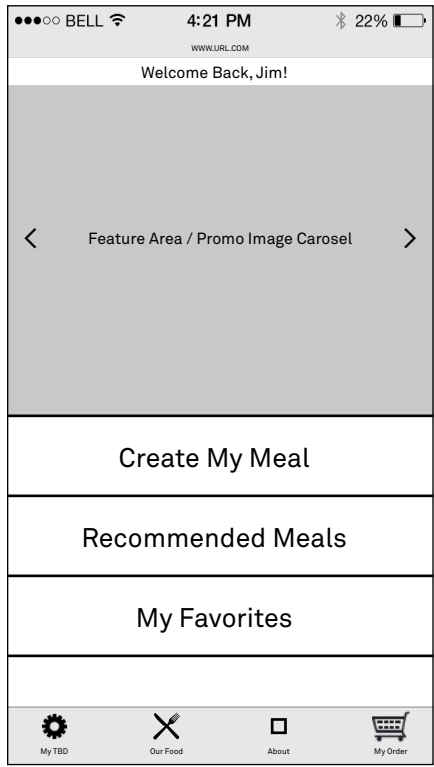 BELL 4:21 PM 22%
WWW.URL.COM
Welcome Back, Jim!
Feature Area / Promo Image Carosel
Create My Meal
Recommended Meals
My Favorites
My TBD Our Food About My Order